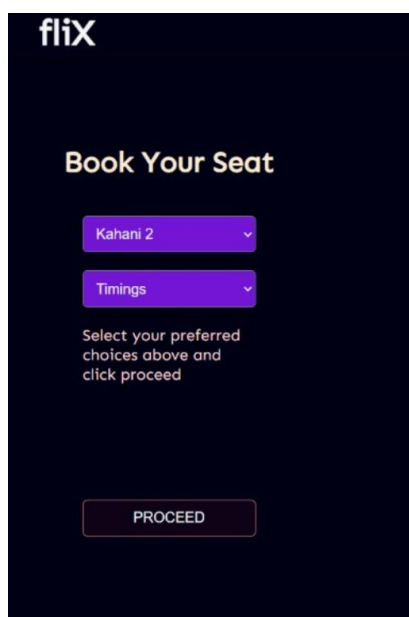 fliX
Book Your Seat
Kahani 2
Timings
Select your preferred
choices above and
click proceed
PROCEED